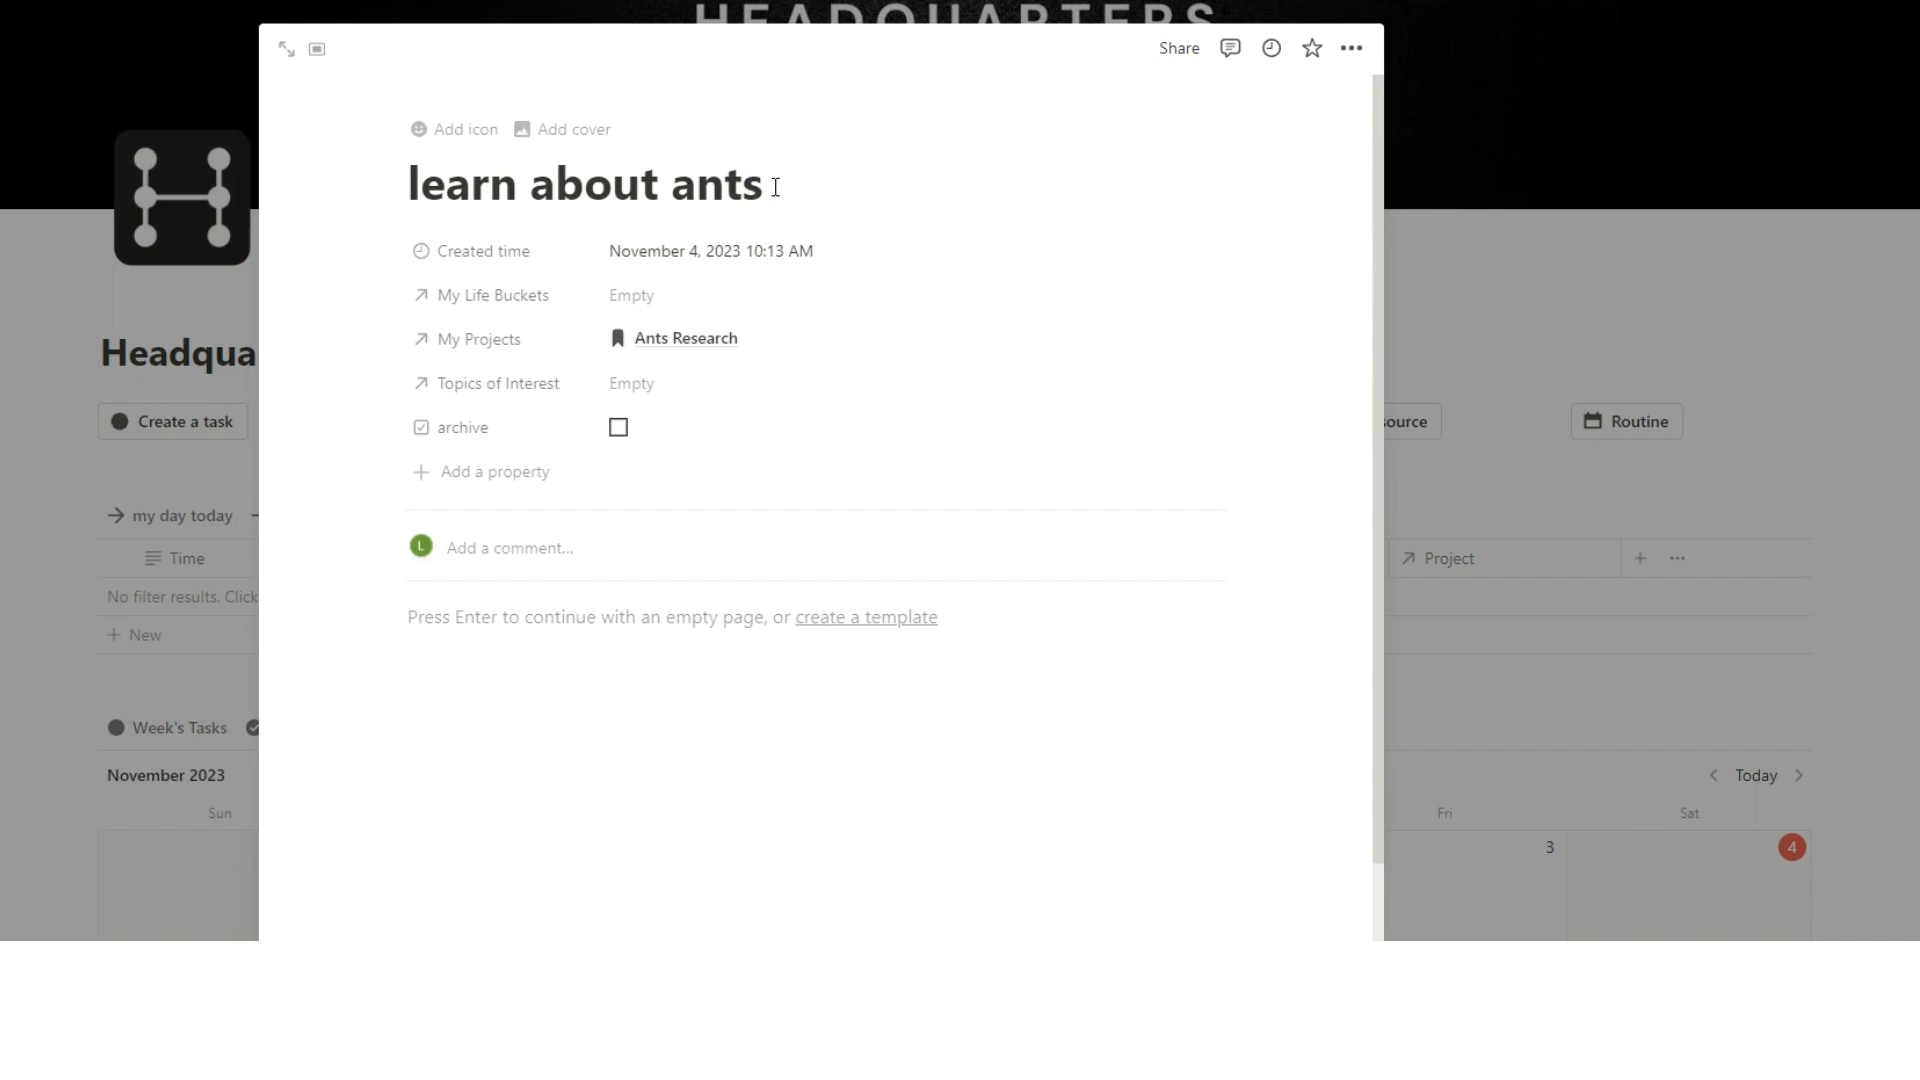 HEADQUARTERS
Share
Add icon Add cover
learn about ants
Created time November 4, 2023 10:13 AM
My Life Buckets Empty
My Projects Ants Research
Topics of Interest Empty
archive
Add a property
L Add a comment...
Press Enter to continue with an empty page, or create a template
Headqua
Create a task
ource
Routine
my day today
Time
Project
No filter results. Click
New
Week's Tasks
November 2023
Today
Sun
Fri
Sat
3
4